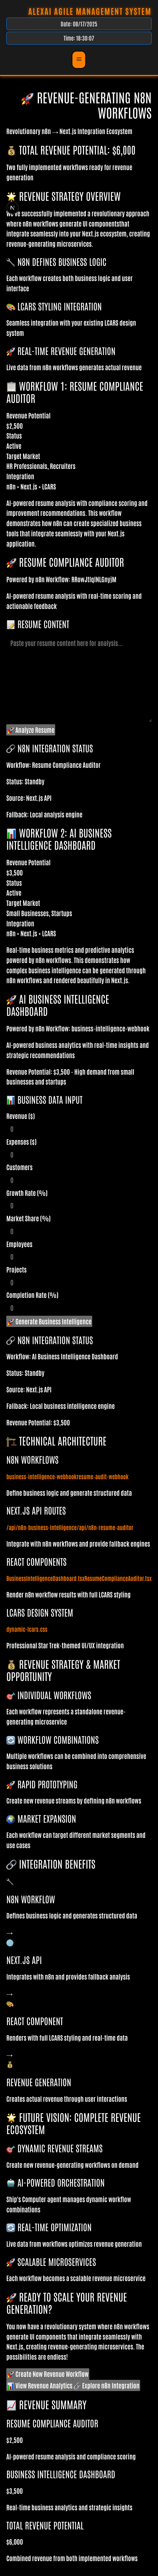 ALEXAI AGILE MANAGEMENT SYSTEM
Date: 08/17/2025
Time: 18:30:07
🚀 REVENUE-GENERATING N8N
WORKFLOWS
Revolutionary n8n → Next.js Integration Ecosystem
💰 TOTAL REVENUE POTENTIAL: $6,000
Two fully implemented workflows ready for revenue
generation
🌟 REVENUE STRATEGY OVERVIEW
successfully implemented a revolutionary approach
where n8n workflows generate UI components that
integrate seamlessly into your Next.js ecosystem, creating
revenue-generating microservices.
🔧 N8N DEFINES BUSINESS LOGIC
Each workflow creates both business logic and user
interface
🎨 LCARS STYLING INTEGRATION
Seamless integration with your existing LCARS design
system
🚀 REAL-TIME REVENUE GENERATION
Live data from n8n workflows generates actual revenue
📋 WORKFLOW 1: RESUME COMPLIANCE
AUDITOR
Revenue Potential
$2,500
Status
Active
Target Market
HR Professionals, Recruiters
Integration
n8n + Next.js + LCARS
AI-powered resume analysis with compliance scoring and
improvement recommendations. This workflow
demonstrates how n8n can create specialized business
tools that integrate seamlessly with your Next.js
application.
🚀 RESUME COMPLIANCE AUDITOR
AI-powered resume analysis with real-time scoring and
actionable feedback
📝 RESUME CONTENT
Paste your resume content here for analysis...
🚀 Analyze Resume
🔗 N8N INTEGRATION STATUS
Workflow: Resume Compliance Auditor
Status: Standby
Source: Next.js API
Fallback: Local analysis engine
📊 WORKFLOW 2: AI BUSINESS
INTELLIGENCE DASHBOARD
Revenue Potential
$3,500
Status
Active
Target Market
Small Businesses, Startups
Integration
n8n + Next.js + LCARS
Real-time business metrics and predictive analytics
powered by n8n workflows. This demonstrates how
complex business intelligence can be generated through
n8n workflows and rendered beautifully in Next.js.
🚀 AI BUSINESS INTELLIGENCE
DASHBOARD
Powered by n8n Workflow: business-intelligence-webhook
AI-powered business analytics with real-time insights and
strategic recommendations
Revenue Potential: $3,500 - High demand from small
businesses and startups
📊 BUSINESS DATA INPUT
Revenue ($)
0
Expenses ($)
0
Customers
0
Growth Rate (%)
0
Market Share (%)
0
Employees
0
Projects
0
Completion Rate (%)
0
🚀 Generate Business Intelligence
🔗 N8N INTEGRATION STATUS
Workflow: AI Business Intelligence Dashboard
Status: Standby
Source: Next.js API
Fallback: Local business intelligence engine
Revenue Potential: $3,500
🏗️ TECHNICAL ARCHITECTURE
N8N WORKFLOWS
business-intelligence-webhookresume-audit-webhook
Define business logic and generate structured data
NEXT.JS API ROUTES
/api/n8n-business-intelligence/api/n8n-resume-auditor
Integrate with n8n workflows and provide fallback engines
REACT COMPONENTS
BusinessIntelligenceDashboard.tsxResumeComplianceAuditor.tsx
Render n8n workflow results with full LCARS styling
LCARS DESIGN SYSTEM
dynamic-lcars.css
Professional Star Trek-themed UI/UX integration
💰 REVENUE STRATEGY & MARKET
OPPORTUNITY
🎯 INDIVIDUAL WORKFLOWS
Each workflow represents a standalone revenue-
generating microservice
🔄 WORKFLOW COMBINATIONS
Multiple workflows can be combined into comprehensive
business solutions
🚀 RAPID PROTOTYPING
Create new revenue streams by defining n8n workflows
🌍 MARKET EXPANSION
Each workflow can target different market segments and
use cases
🔗 INTEGRATION BENEFITS
🔧
N8N WORKFLOW
Defines business logic and generates structured data
→
🌐
NEXT.JS API
Integrates with n8n and provides fallback analysis
→
🎨
REACT COMPONENT
Renders with full LCARS styling and real-time data
→
💰
REVENUE GENERATION
Creates actual revenue through user interactions
🌟 FUTURE VISION: COMPLETE REVENUE
ECOSYSTEM
🎯 DYNAMIC REVENUE STREAMS
Create new revenue-generating workflows on demand
🤖 AI-POWERED ORCHESTRATION
Ship's Computer agent manages dynamic workflow
combinations
🔄 REAL-TIME OPTIMIZATION
Live data from workflows optimizes revenue generation
🚀 SCALABLE MICROSERVICES
Each workflow becomes a scalable revenue microservice
🚀 READY TO SCALE YOUR REVENUE
GENERATION?
You now have a revolutionary system where n8n workflows
generate UI components that integrate seamlessly with
Next.js, creating revenue-generating microservices. The
possibilities are endless!
🚀 Create New Revenue Workflow
📊 View Revenue Analytics 🔗 Explore n8n Integration
📈 REVENUE SUMMARY
RESUME COMPLIANCE AUDITOR
$2,500
AI-powered resume analysis and compliance scoring
BUSINESS INTELLIGENCE DASHBOARD
$3,500
Real-time business analytics and strategic insights
TOTAL REVENUE POTENTIAL
$6,000
Combined revenue from both implemented workflows